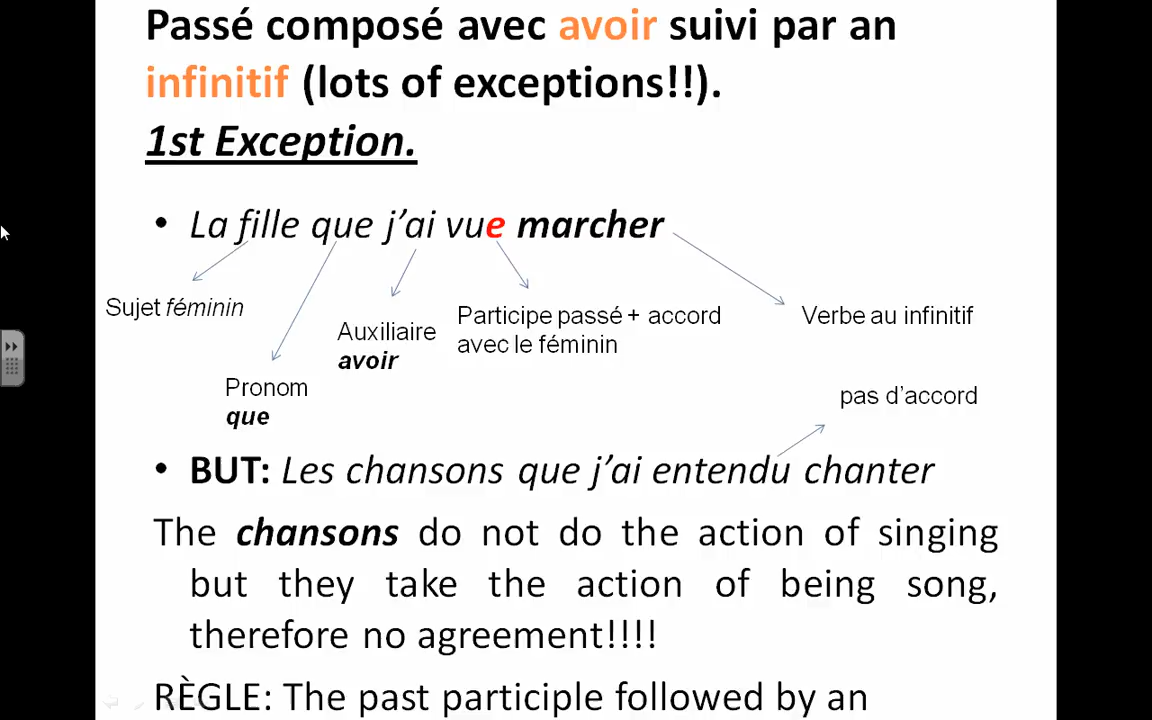 Passé composé avec avoir suivi par an
infinitif (lots of exceptions!!).
1st Exception.
• La fille que j'ai vue marcher
Sujet féminin
Participe passé + accord
avec le féminin
Verbe au infinitif
Auxiliaire
avoir
Pronom
que
pas d'accord
• BUT: Les chansons que j'ai entendu chanter
The chansons do not do the action of singing
but they take the action of being song,
therefore no agreement!!!!
RÈGLE: The past participle followed by an